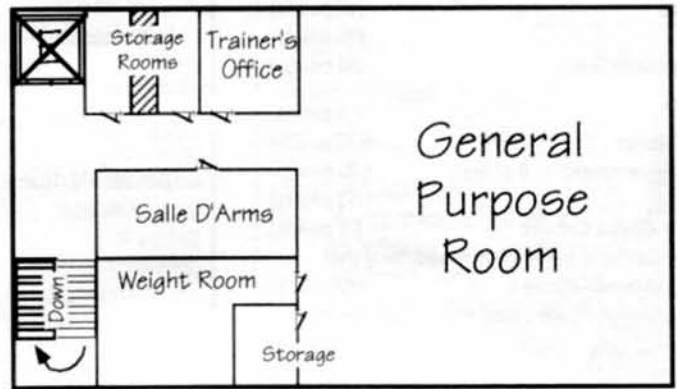 Storage
Rooms
Trainer's
Office
General
Purpose
Room
Salle D'Arms
Weight Room
Down
Storage